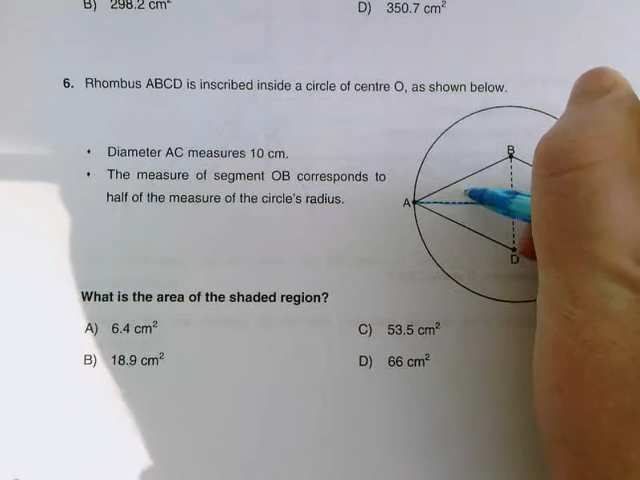 B) 298.2 cm²
D) 350.7 cm²
6. Rhombus ABCD is inscribed inside a circle of centre O, as shown below.
• Diameter AC measures 10 cm.
• The measure of segment OB corresponds to
half of the measure of the circle's radius.
B
A
D
What is the area of the shaded region?
A) 6.4 cm²
C) 53.5 cm²
B) 18.9 cm²
D) 66 cm²